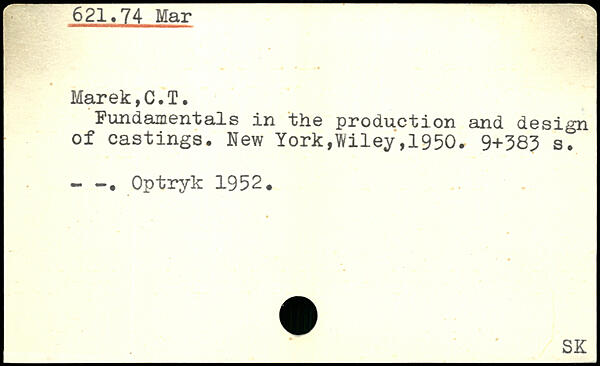 621.74 Mar
Marek,C.T.
Fundamentals in the production and design
of castings. New York,Wiley,1950. 9+383 s.
- -. Optryk 1952.
SK